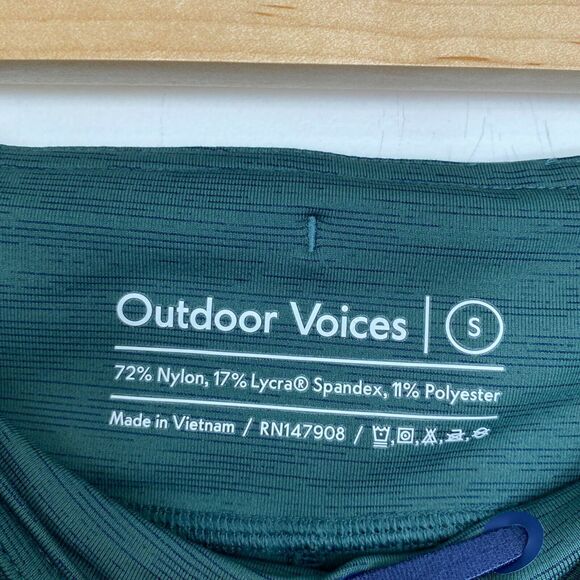 Outdoor Voices | S
72% Nylon, 17% Lycra® Spandex, 11% Polyester
Made in Vietnam / RN147908 /